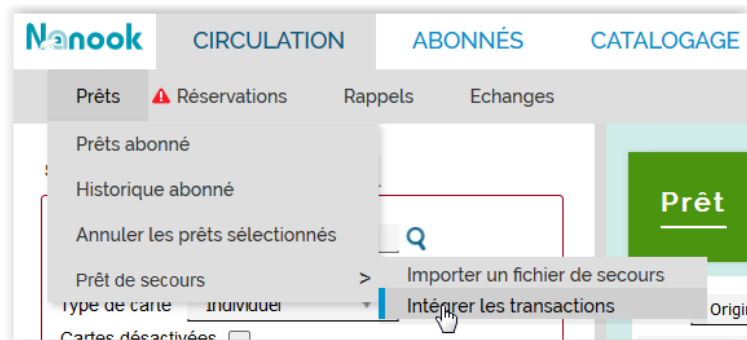 Nanook CIRCULATION ABONNÉS CATALOGAGE
Prêts Réservations Rappels Echanges
Prêts abonné
Historique abonné
Prêt
Annuler les prêts sélectionnés
Prêt de secours > Importer un fichier de secours
Type de carte Individuel Intégrer les transactions
Cartes désactivées